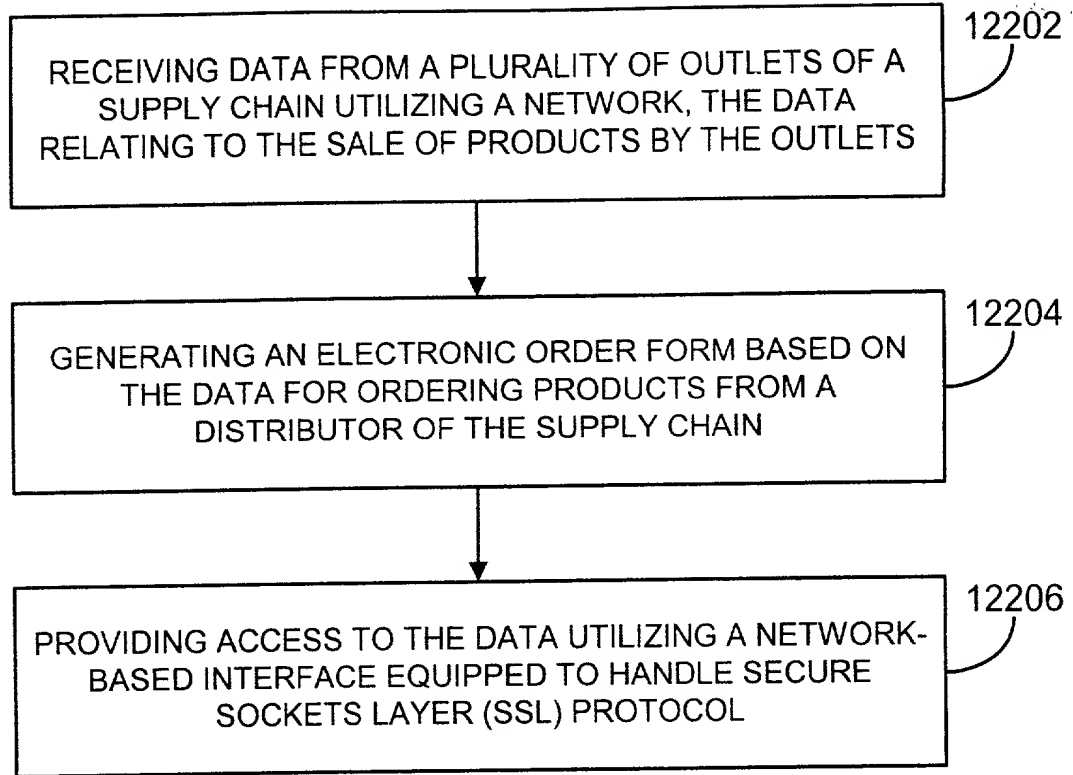 12202
RECEIVING DATA FROM A PLURALITY OF OUTLETS OF A
SUPPLY CHAIN UTILIZING A NETWORK, THE DATA
RELATING TO THE SALE OF PRODUCTS BY THE OUTLETS
12204
GENERATING AN ELECTRONIC ORDER FORM BASED ON
THE DATA FOR ORDERING PRODUCTS FROM A
DISTRIBUTOR OF THE SUPPLY CHAIN
12206
PROVIDING ACCESS TO THE DATA UTILIZING A NETWORK-
BASED INTERFACE EQUIPPED TO HANDLE SECURE
SOCKETS LAYER (SSL) PROTOCOL